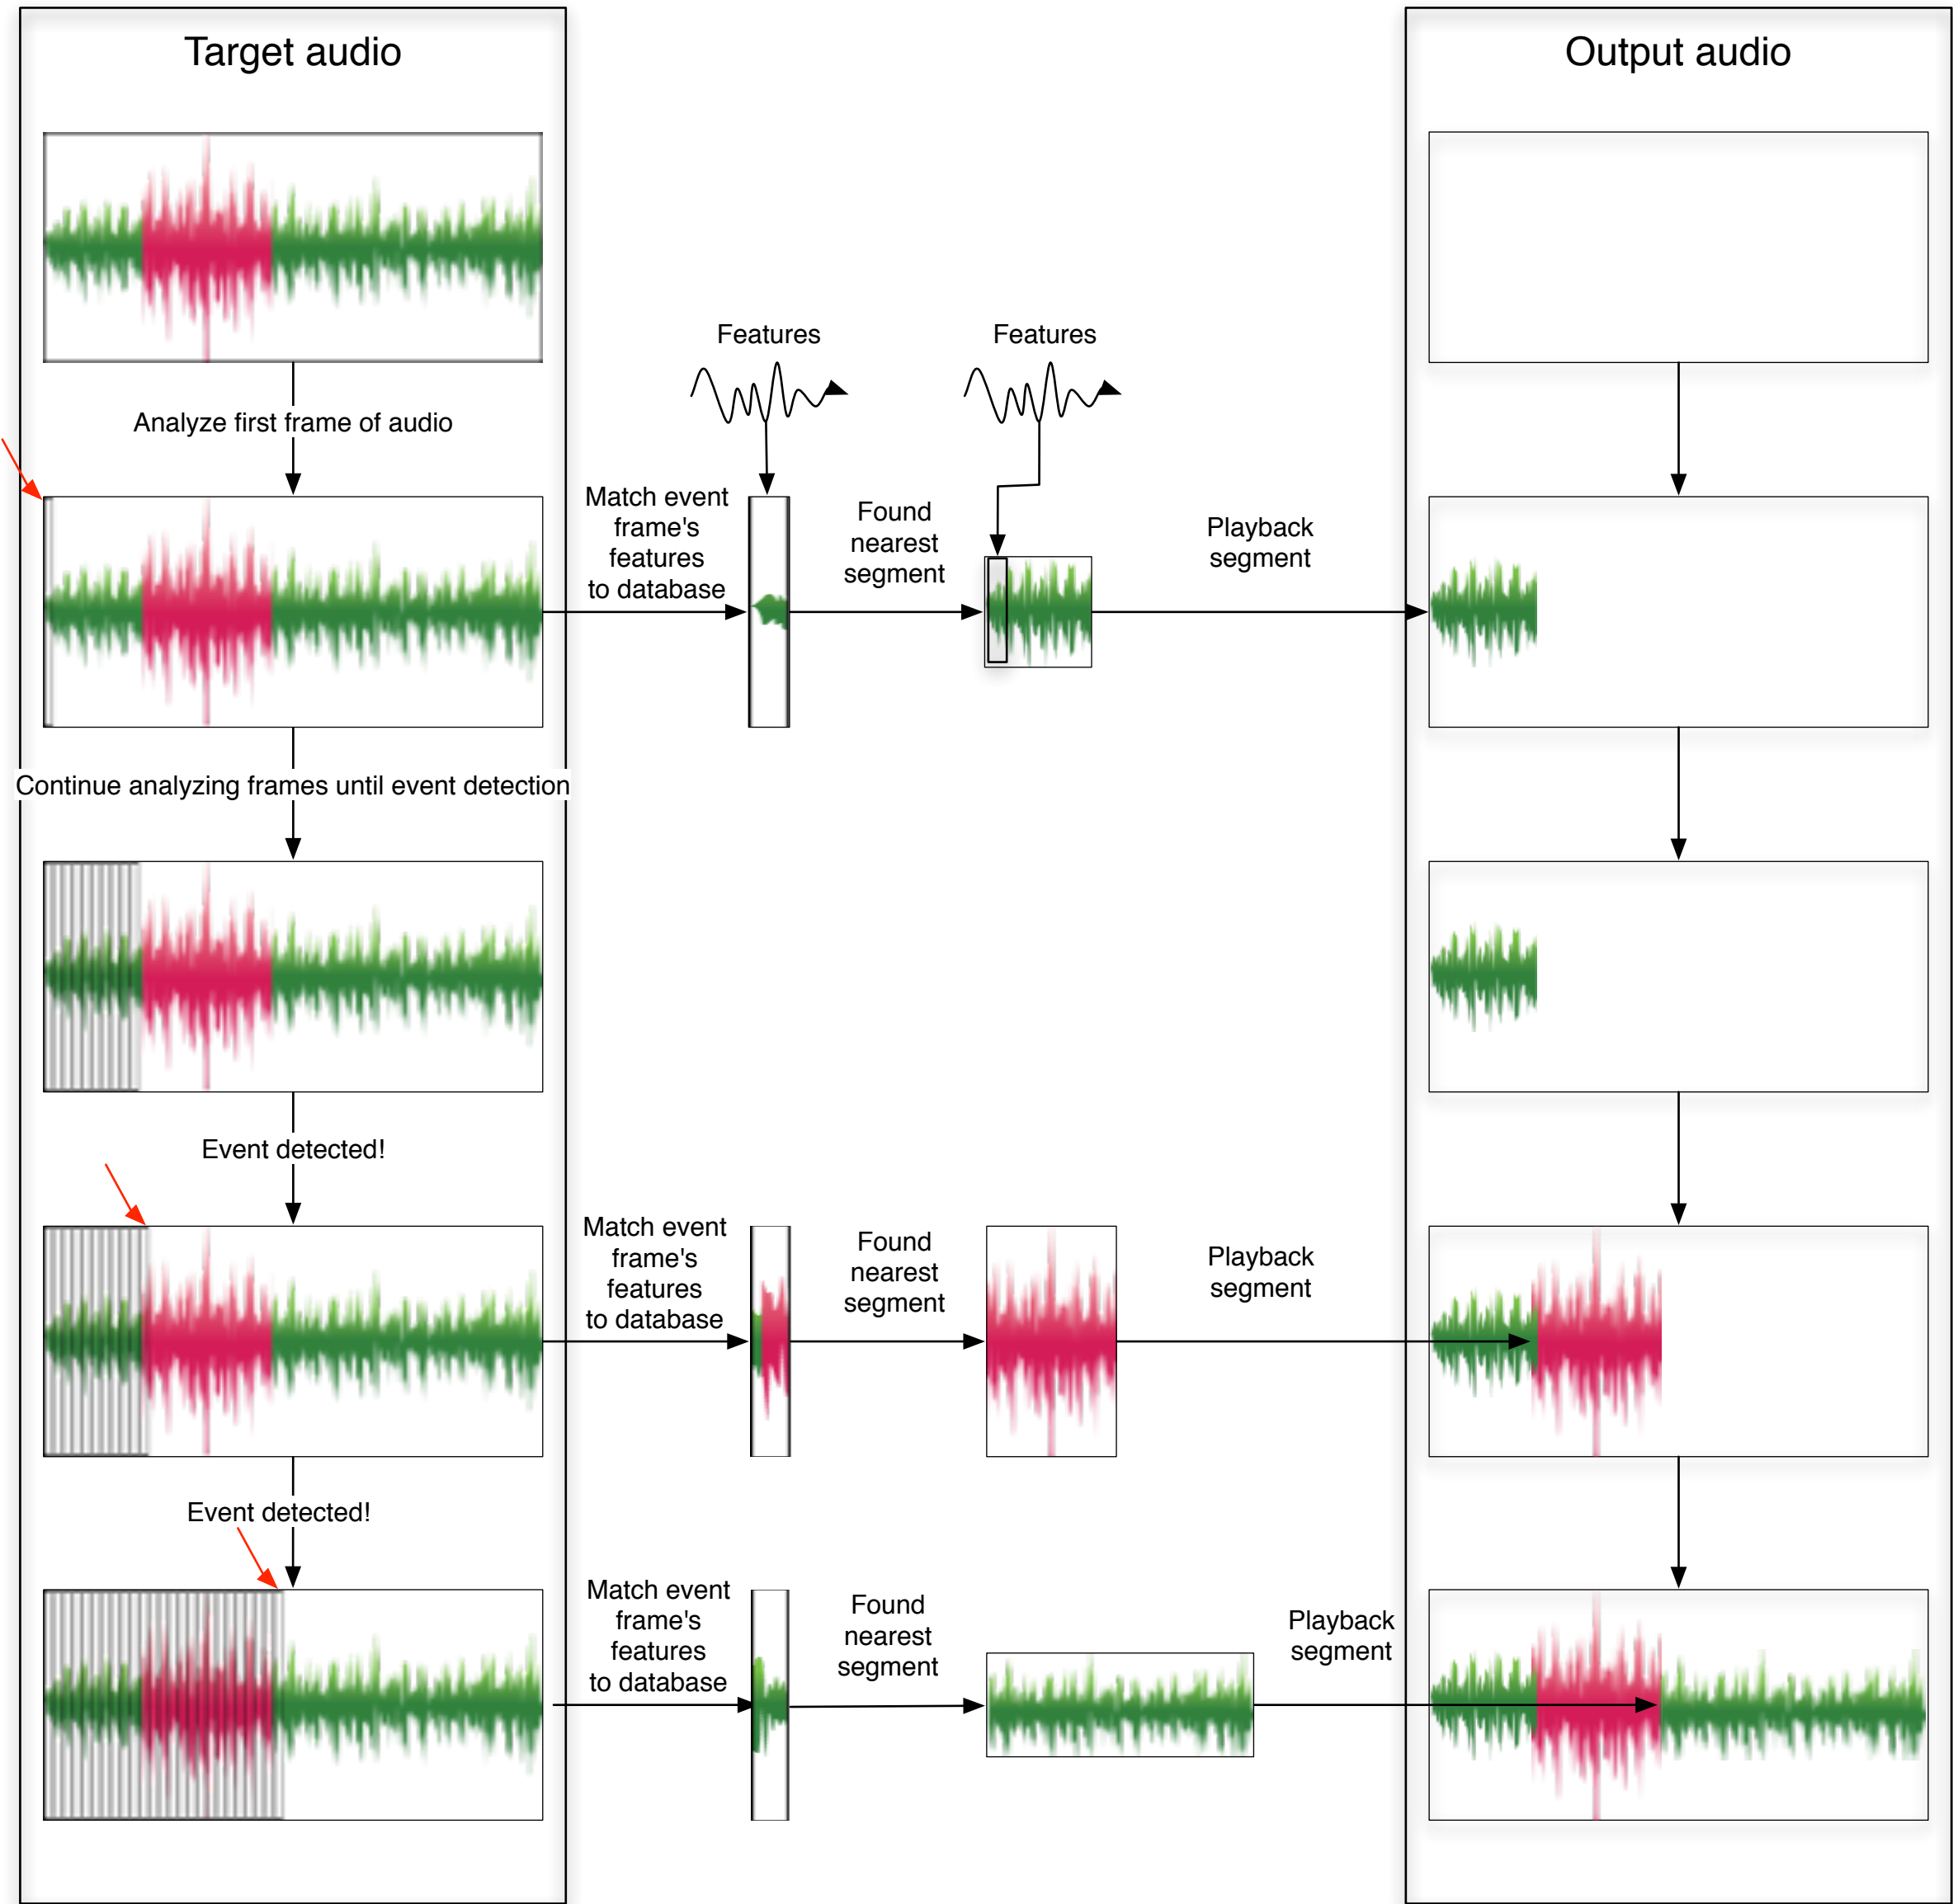 Target audio
Output audio
Features
Features
Analyze first frame of audio
Match event
frame's
features
to database
Found
nearest
segment
Playback
segment
Continue analyzing frames until event detection
Event detected!
Match event
frame's
features
to database
Found
nearest
segment
Playback
segment
Event detected!
Match event
frame's
features
to database
Found
nearest
segment
Playback
segment